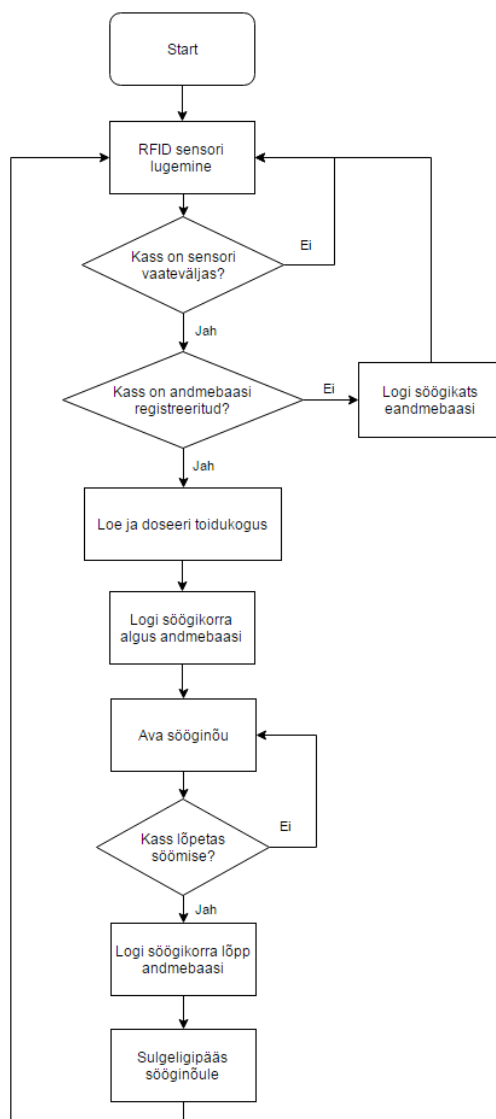 Start
RFID sensori
lugemine
Ei
Kass on sensori
vaateväljas?
Jah
Kass on andmebaasi
registreeritud?
Ei
Logi söögikats
eandmebaasi
Jah
Loe ja doseeri toidukogus
Logi söögikorra
algus andmebaasi
Ava sööginõu
Ei
Kass lõpetas
söömise?
Jah
Logi söögikorra lõpp
andmebaasi
Sulgeligipääs
sööginõule